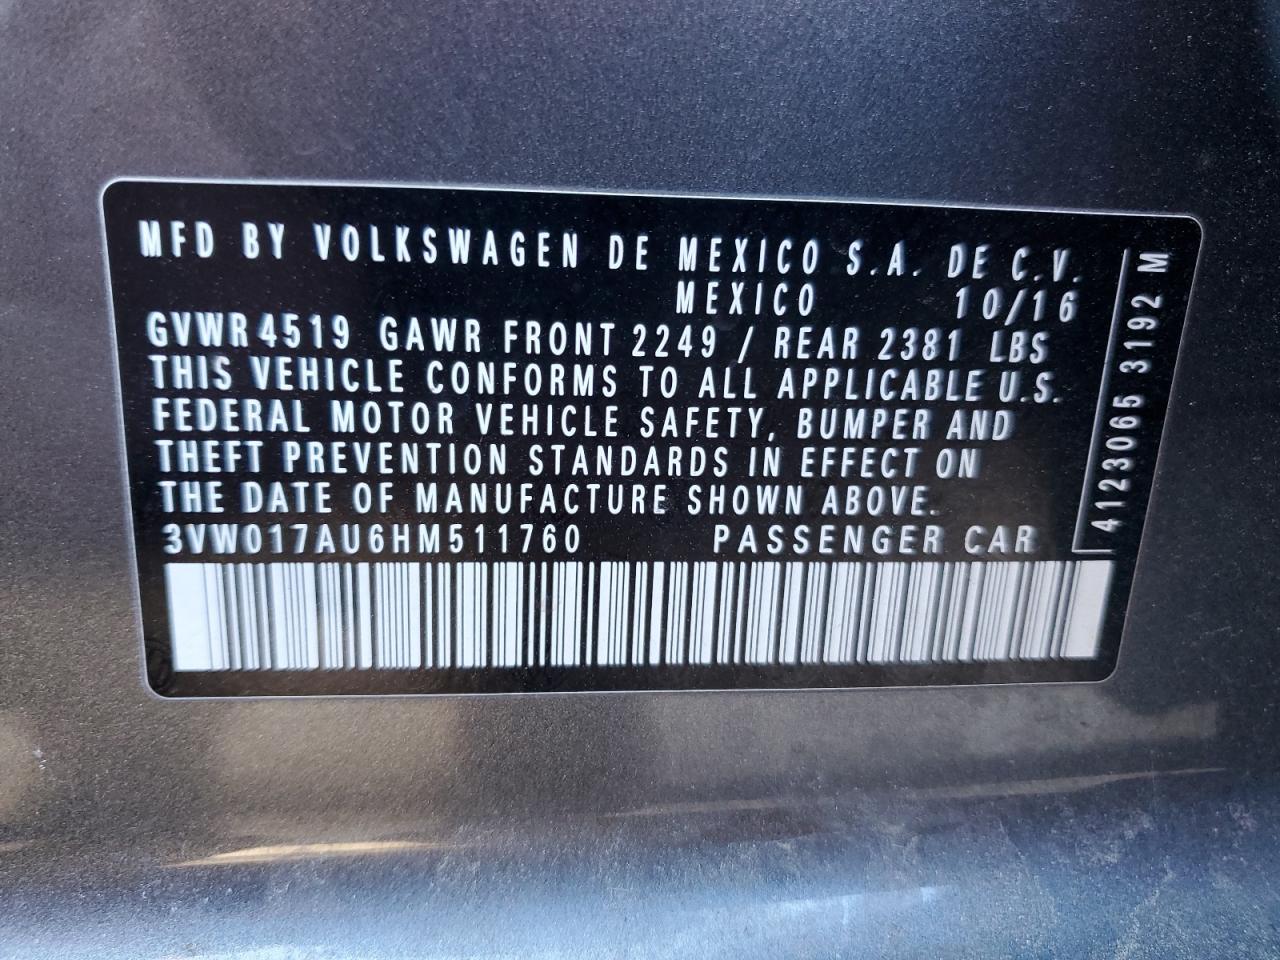 MFD BY VOLKSWAGEN DE MEXICO S.A. DE C.V.
MEXICO 10/16
GVWR 4519 GAWR FRONT 2249 / REAR 2381 LBS
THIS VEHICLE CONFORMS TO ALL APPLICABLE U.S.
FEDERAL MOTOR VEHICLE SAFETY, BUMPER AND
THEFT PREVENTION STANDARDS IN EFFECT ON
THE DATE OF MANUFACTURE SHOWN ABOVE.
3VW017AU6HM511760 PASSENGER CAR
4123065 3192 M